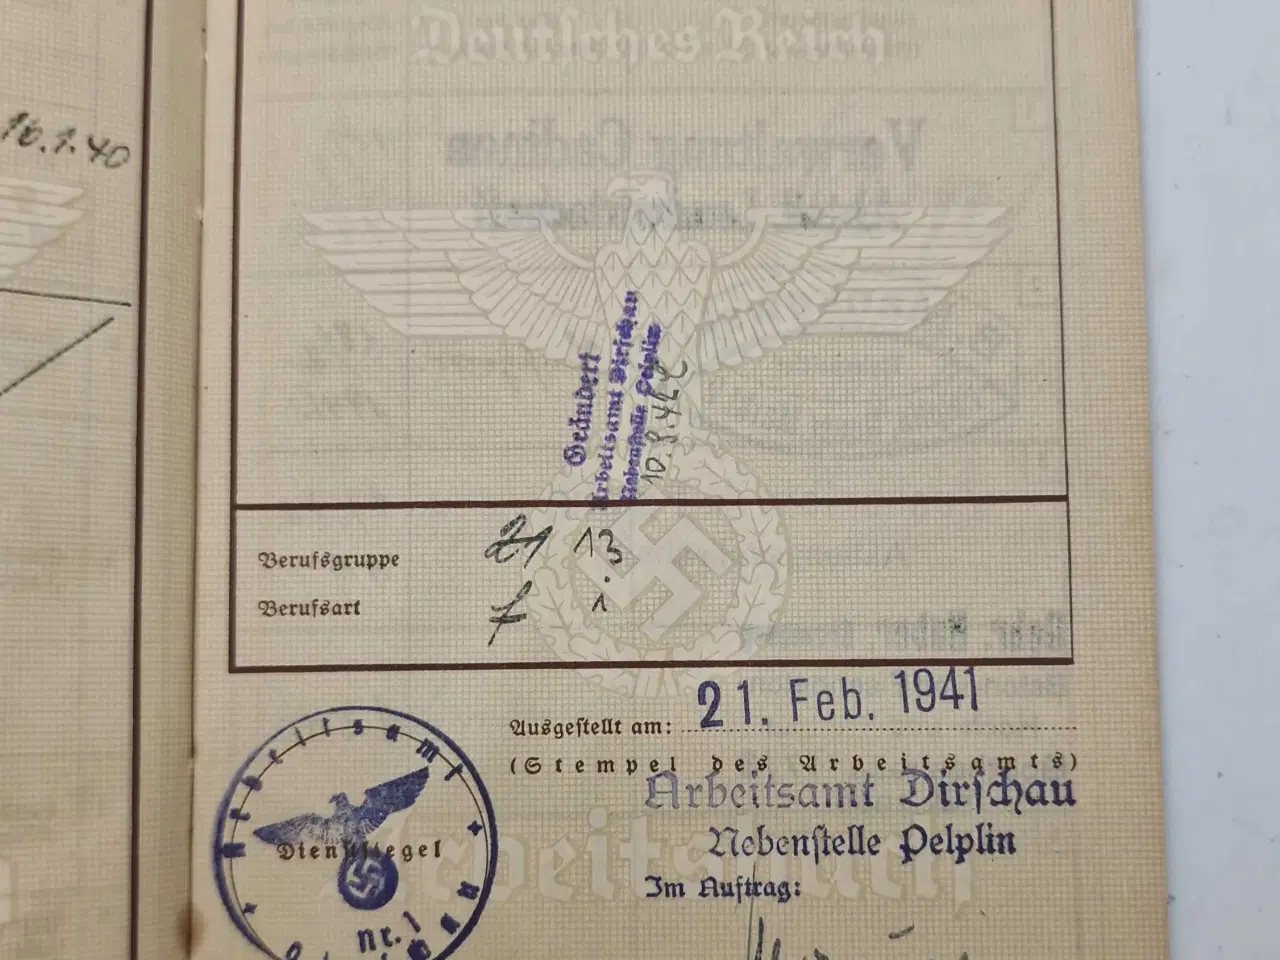 16.1.40
Deutsches Reich
Geändert
Arbeitsamt Dirschau
Nebenstelle Pelplin
Berufsgruppe 21 13
Berufsart 7
Ausgestellt am: 21. Feb. 1941
(Stempel des Arbeitsamts)
Arbeitsamt Dirschau
Nebenstelle Pelplin
Im Auftrag:
Arbeitsamt
Dienstsiegel
Nr. 1
Arbeitsbuch